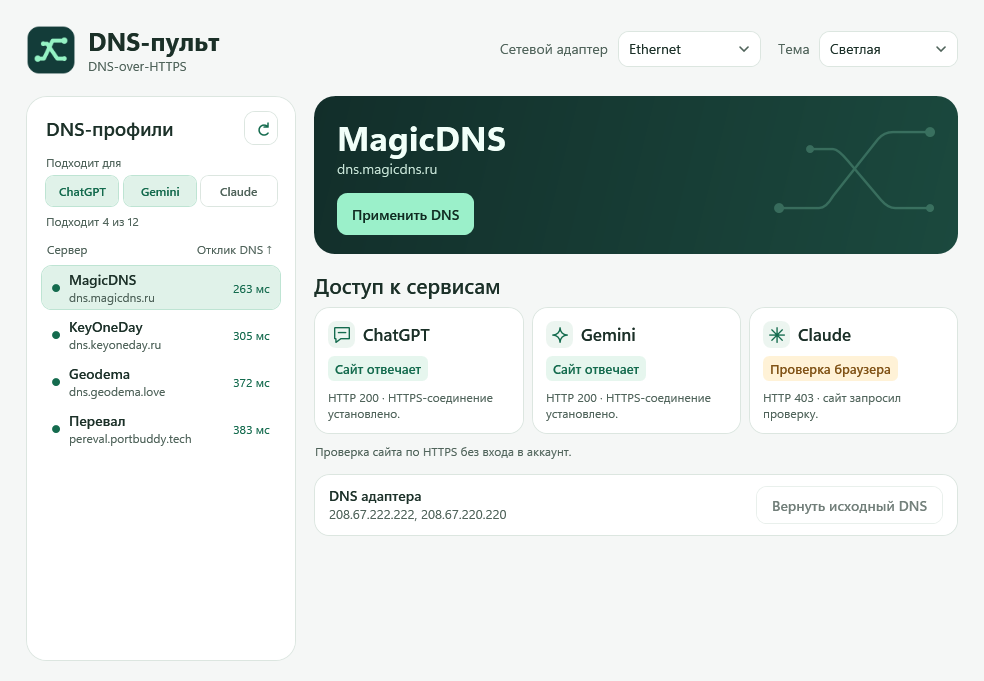 DNS-пульт
DNS-over-HTTPS
Сетевой адаптер
Ethernet
Тема
Светлая
DNS-профили
Подходит для
ChatGPT
Gemini
Claude
Подходит 4 из 12
Сервер
Отклик DNS ↑
MagicDNS
dns.magicdns.ru
263 мс
KeyOneDay
dns.keyoneday.ru
305 мс
Geodema
dns.geodema.love
372 мс
Перевал
pereval.portbuddy.tech
383 мс
MagicDNS
dns.magicdns.ru
Применить DNS
Доступ к сервисам
ChatGPT
Сайт отвечает
HTTP 200 · HTTPS-соединение
установлено.
Gemini
Сайт отвечает
HTTP 200 · HTTPS-соединение
установлено.
Claude
Проверка браузера
HTTP 403 · сайт запросил
проверку.
Проверка сайта по HTTPS без входа в аккаунт.
DNS адаптера
208.67.222.222, 208.67.220.220
Вернуть исходный DNS